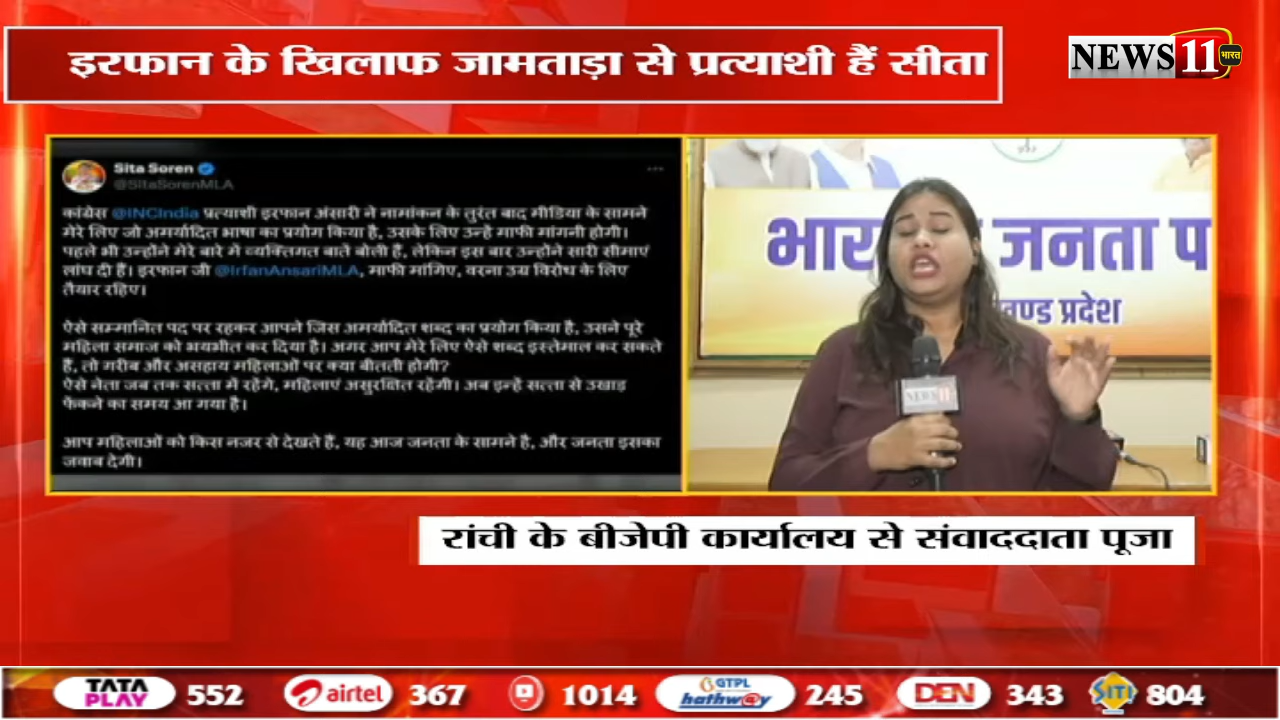 इरफान के खिलाफ जामताड़ा से प्रत्याशी हैं सीता
NEWS 11 भारत
Sita Soren
@SitaSorenMLA
कांग्रेस @INCIndia प्रत्याशी इरफान अंसारी ने नामांकन के तुरंत बाद मीडिया के सामने
मेरे लिए जो अमर्यादित भाषा का प्रयोग किया है, उसके लिए उन्हें माफी मांगनी होगी।
पहले भी उन्होंने मेरे बारे में व्यक्तिगत बातें बोली हैं, लेकिन इस बार उन्होंने सारी सीमाएं
लांघ दी हैं। इरफान जी @IrfanAnsariMLA, माफी मांगिए, वरना उग्र विरोध के लिए
तैयार रहिए।
ऐसे सम्मानित पद पर रहकर आपने जिस अमर्यादित शब्द का प्रयोग किया है, उसने पूरे
महिला समाज को भयभीत कर दिया है। अगर आप मेरे लिए ऐसे शब्द इस्तेमाल कर सकते
हैं, तो गरीब और असहाय महिलाओं पर क्या बीतती होगी?
ऐसे नेता जब तक सत्ता में रहेंगे, महिलाएं असुरक्षित रहेंगी। अब इन्हें सत्ता से उखाड़
फेंकने का समय आ गया है।
आप महिलाओं को किस नजर से देखते हैं, यह आज जनता के सामने है, और जनता इसका
जवाब देगी।
भार जनता प
ण्ड प्रदेश
NEWS 11
रांची के बीजेपी कार्यालय से संवाददाता पूजा
TATA PLAY 552 airtel 367 1014 GTPL hathway 245 DEN 343 SITI 804